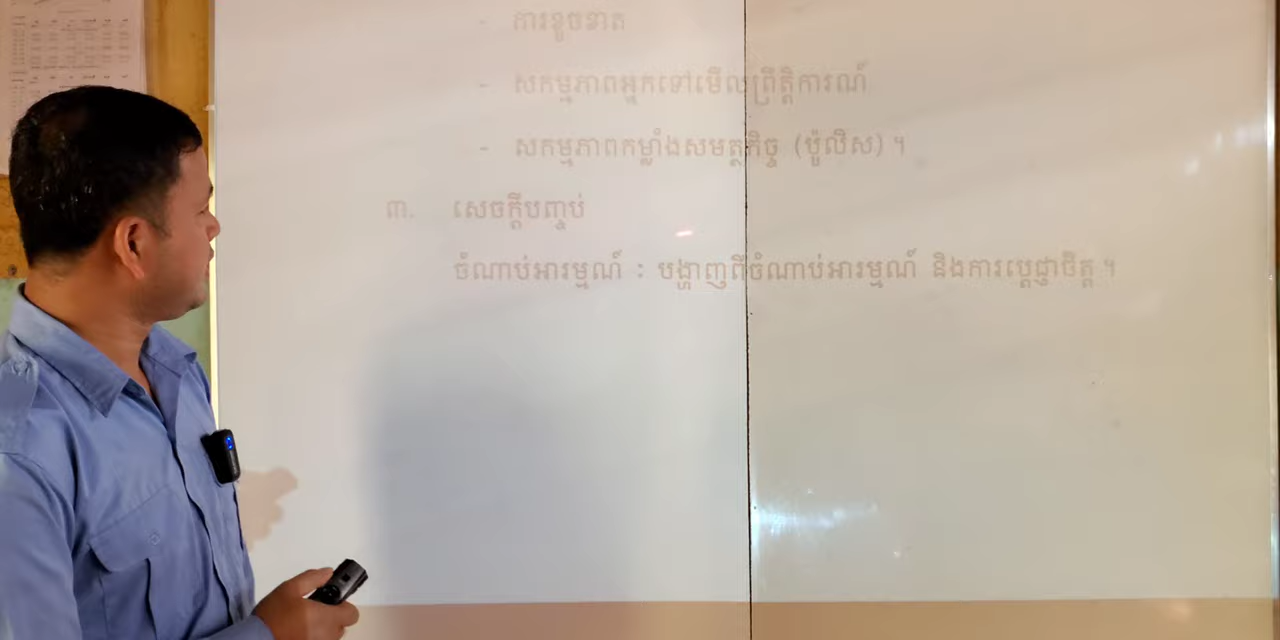 - ការខូចខាត
- សកម្មភាពអ្នកទៅមើលព្រឹត្តិការណ៍
- សកម្មភាពកម្លាំងសមត្ថកិច្ច (ប៉ូលិស) ។
៣. សេចក្ដីបញ្ចប់
ចំណាប់អារម្មណ៍ : បង្ហាញពីចំណាប់អារម្មណ៍ និងការប្ដេជ្ញាចិត្ត ។